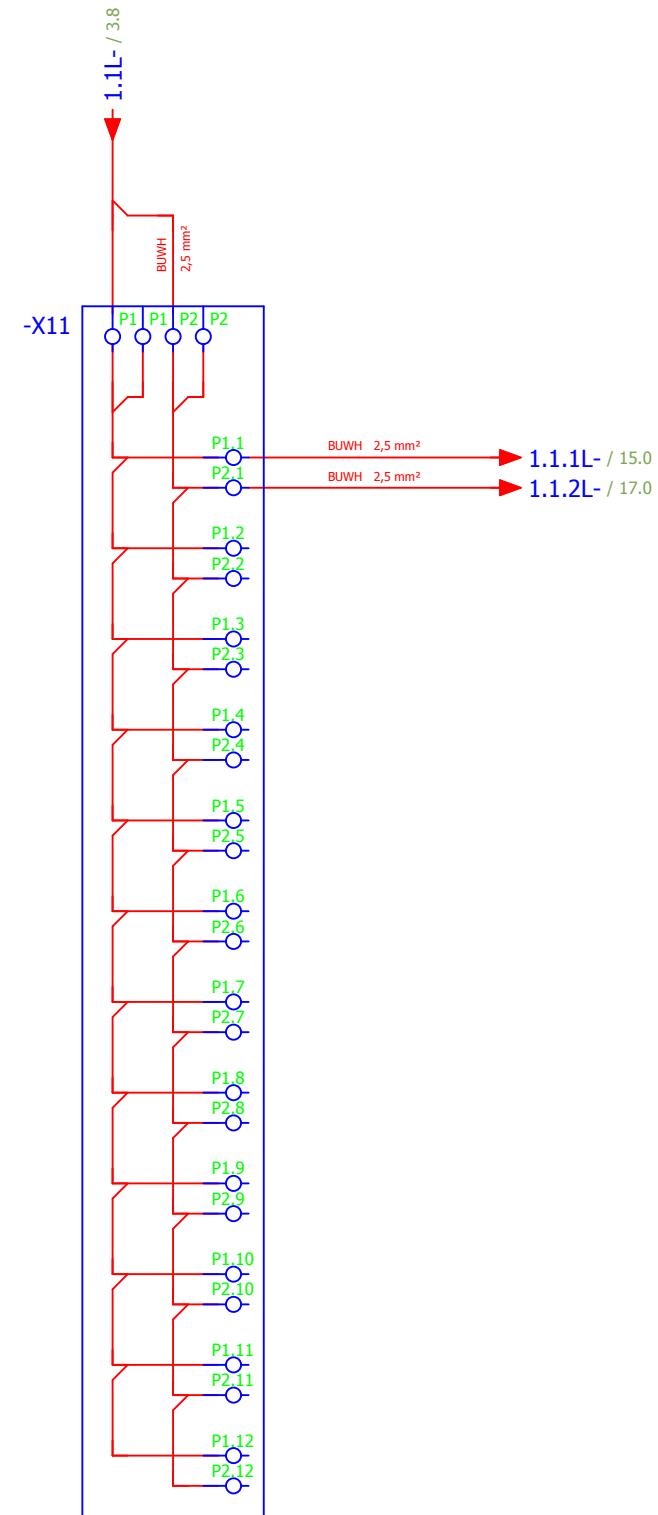 1.1L- / 3.8
BUWH
2,5 mm²
-X11
P1 P1 P2 P2
P1.1
BUWH 2,5 mm²
1.1.1L- / 15.0
P2.1
BUWH 2,5 mm²
1.1.2L- / 17.0
P1.2
P2.2
P1.3
P2.3
P1.4
P2.4
P1.5
P2.5
P1.6
P2.6
P1.7
P2.7
P1.8
P2.8
P1.9
P2.9
P1.10
P2.10
P1.11
P2.11
P1.12
P2.12